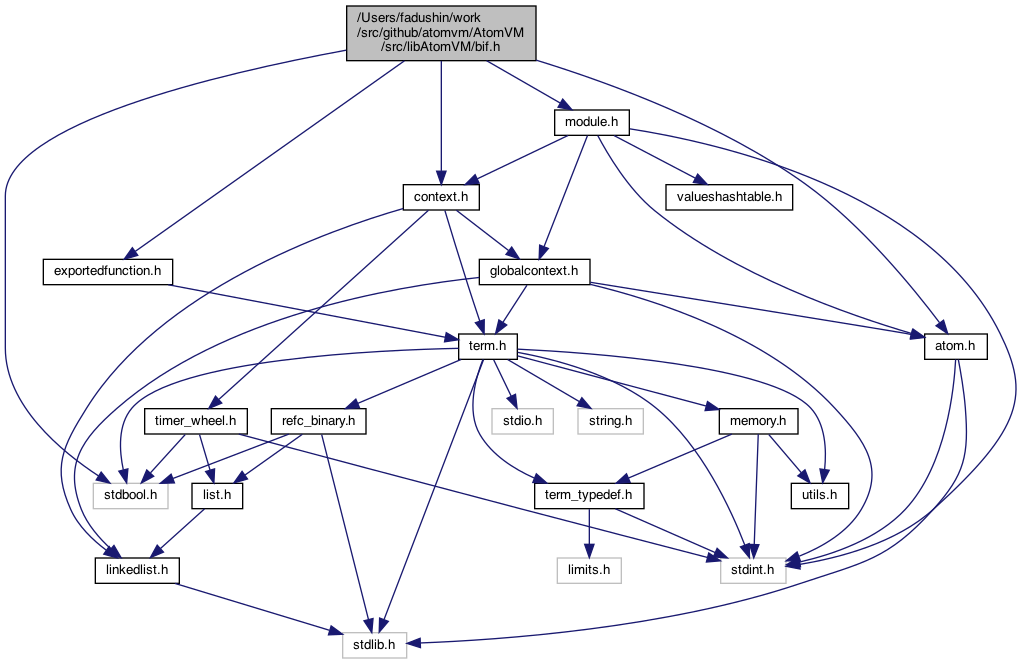 /Users/fadushin/work
/src/github/atomvm/AtomVM
/src/libAtomVM/bif.h
module.h
context.h
valueshashtable.h
exportedfunction.h
globalcontext.h
term.h
atom.h
timer_wheel.h
refc_binary.h
stdio.h
string.h
memory.h
stdbool.h
list.h
term_typedef.h
utils.h
linkedlist.h
limits.h
stdint.h
stdlib.h